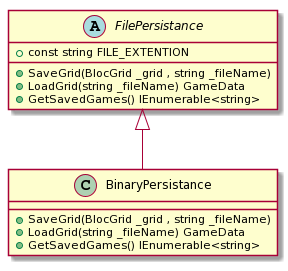 A FilePersistance
const string FILE_EXTENTION
SaveGrid(BlocGrid _grid , string _fileName)
LoadGrid(string _fileName) GameData
GetSavedGames() IEnumerable<string>
C BinaryPersistance
SaveGrid(BlocGrid _grid , string _fileName)
LoadGrid(string _fileName) GameData
GetSavedGames() IEnumerable<string>